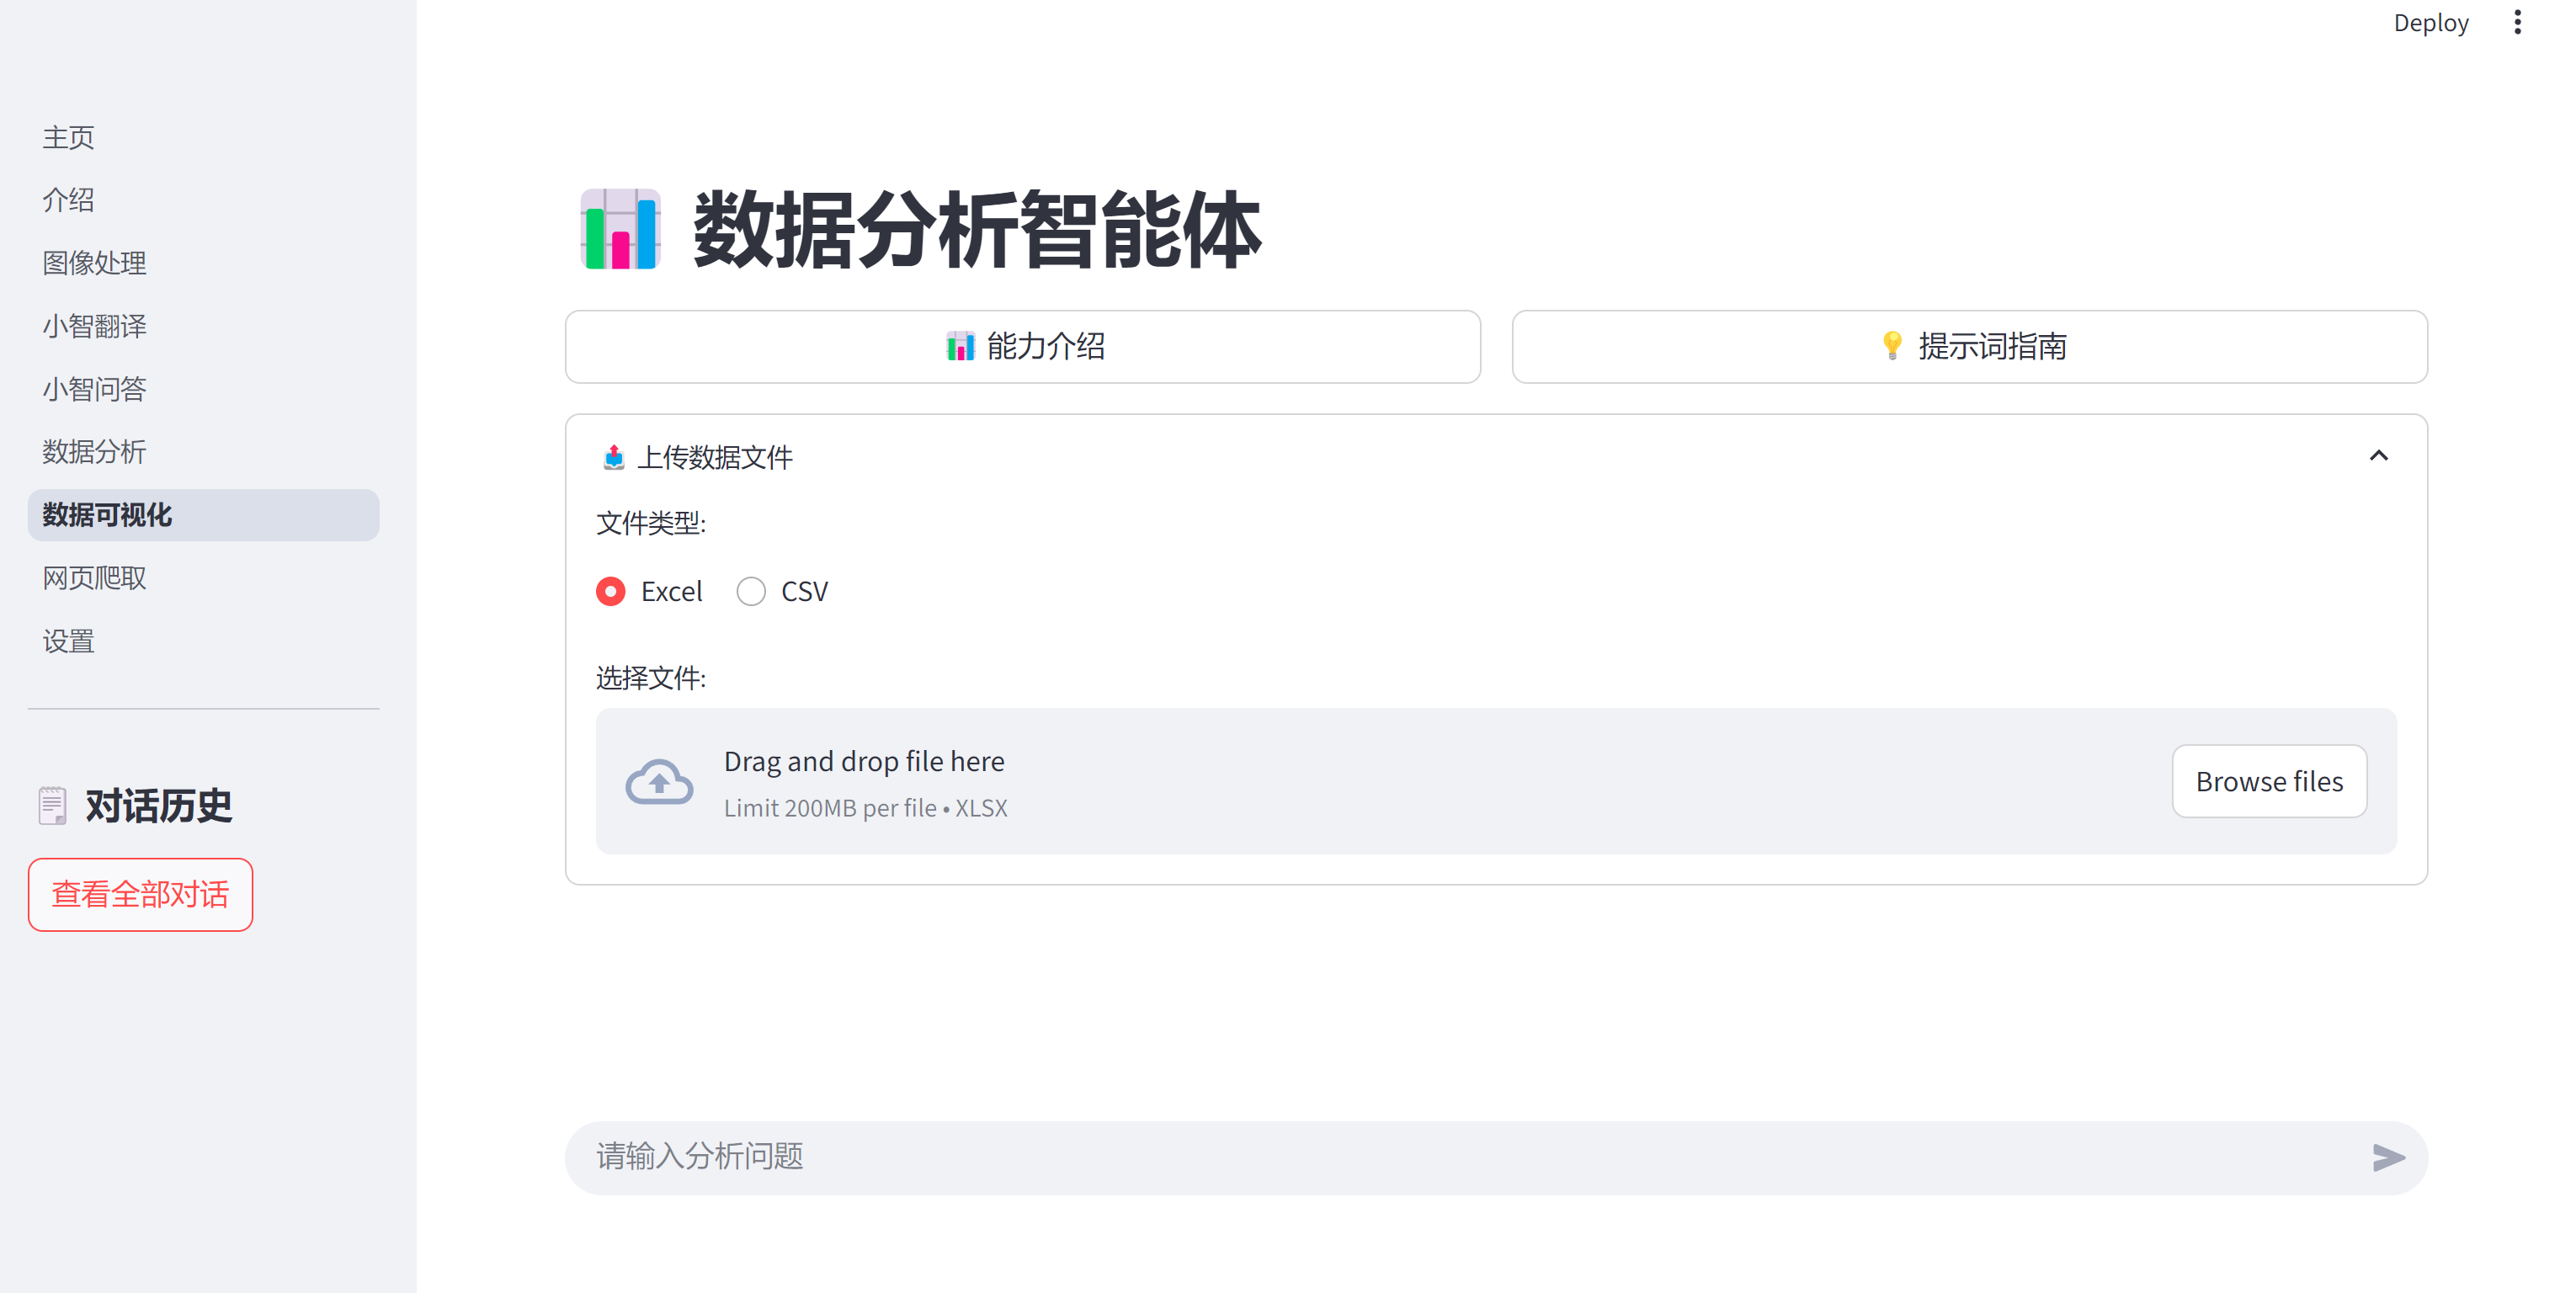 Deploy
主页
介绍
图像处理
小智翻译
小智问答
数据分析
数据可视化
网页爬取
设置
对话历史
查看全部对话
数据分析智能体
能力介绍
提示词指南
上传数据文件
文件类型:
Excel
CSV
选择文件:
Drag and drop file here
Limit 200MB per file • XLSX
Browse files
请输入分析问题